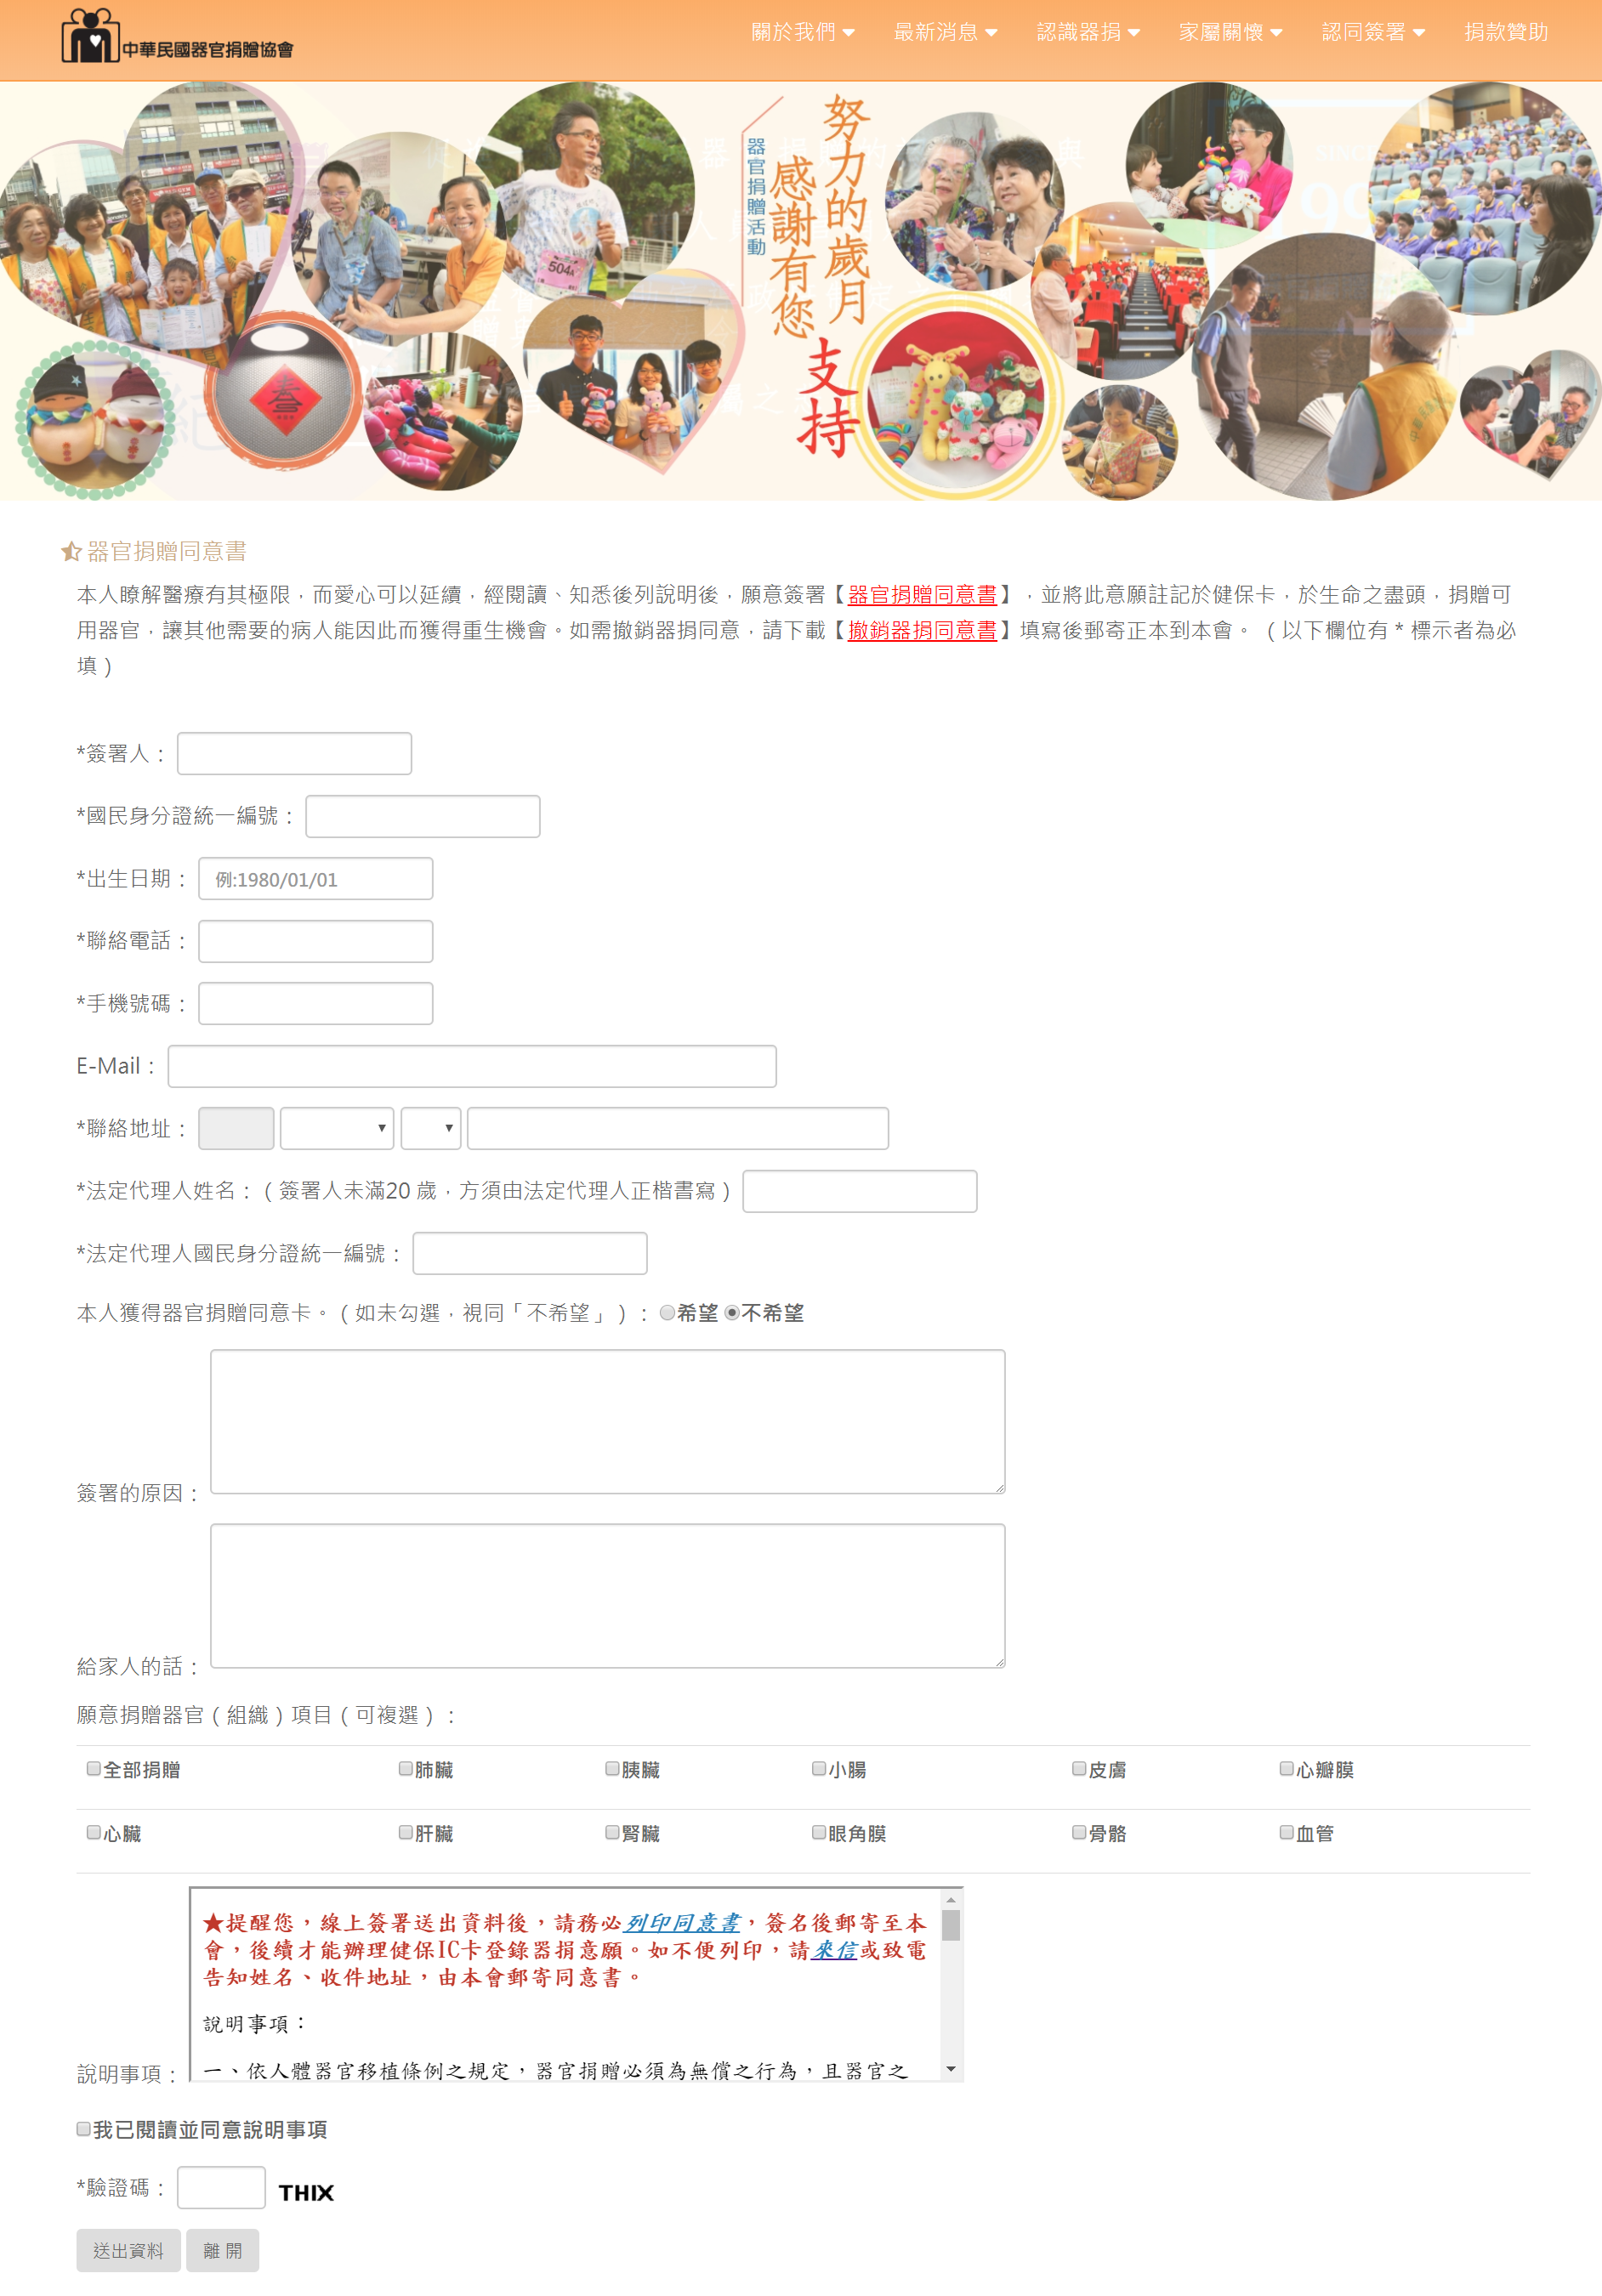 中華民國器官捐贈協會
關於我們 最新消息 認識器捐 家屬關懷 認同簽署 捐款贊助
器官捐贈活動
努力的歲月
感謝有您
支持
504A
春
SINCE
器官捐贈同意書
本人瞭解醫療有其極限，而愛心可以延續，經閱讀、知悉後列說明後，願意簽署【器官捐贈同意書】，並將此意願註記於健保卡，於生命之盡頭，捐贈可
用器官，讓其他需要的病人能因此而獲得重生機會。如需撤銷器捐同意，請下載【撤銷器捐同意書】填寫後郵寄正本到本會。（以下欄位有 * 標示者為必
填）
*簽署人：
*國民身分證統一編號：
*出生日期： 例:1980/01/01
*聯絡電話：
*手機號碼：
E-Mail：
*聯絡地址：
*法定代理人姓名：（簽署人未滿20 歲，方須由法定代理人正楷書寫）
*法定代理人國民身分證統一編號：
本人獲得器官捐贈同意卡。（如未勾選，視同「不希望」）： 希望 不希望
簽署的原因：
給家人的話：
願意捐贈器官（組織）項目（可複選）：
全部捐贈 肺臟 胰臟 小腸 皮膚 心瓣膜
心臟 肝臟 腎臟 眼角膜 骨骼 血管
★提醒您，線上簽署送出資料後，請務必列印同意書，簽名後郵寄至本
會，後續才能辦理健保IC卡登錄器捐意願。如不便列印，請來信或致電
告知姓名、收件地址，由本會郵寄同意書。
說明事項：
一、依人體器官移植條例之規定，器官捐贈必須為無償之行為，且器官之
說明事項：
我已閱讀並同意說明事項
*驗證碼： THIX
送出資料 離 開